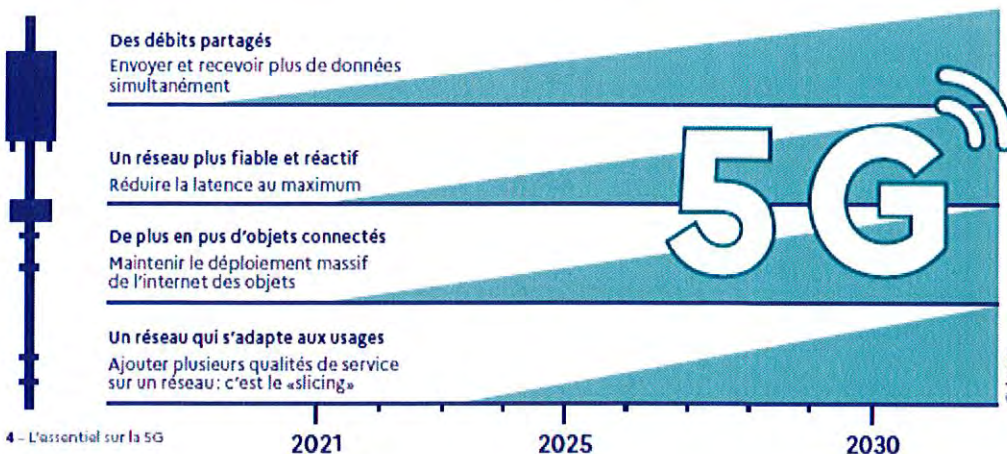 Des débits partagés
Envoyer et recevoir plus de données
simultanément
Un réseau plus fiable et réactif
Réduire la latence au maximum
De plus en pus d'objets connectés
Maintenir le déploiement massif
de l'internet des objets
Un réseau qui s'adapte aux usages
Ajouter plusieurs qualités de service
sur un réseau: c'est le «slicing»
5G
2021
2025
2030
4 – L'essentiel sur la 5G